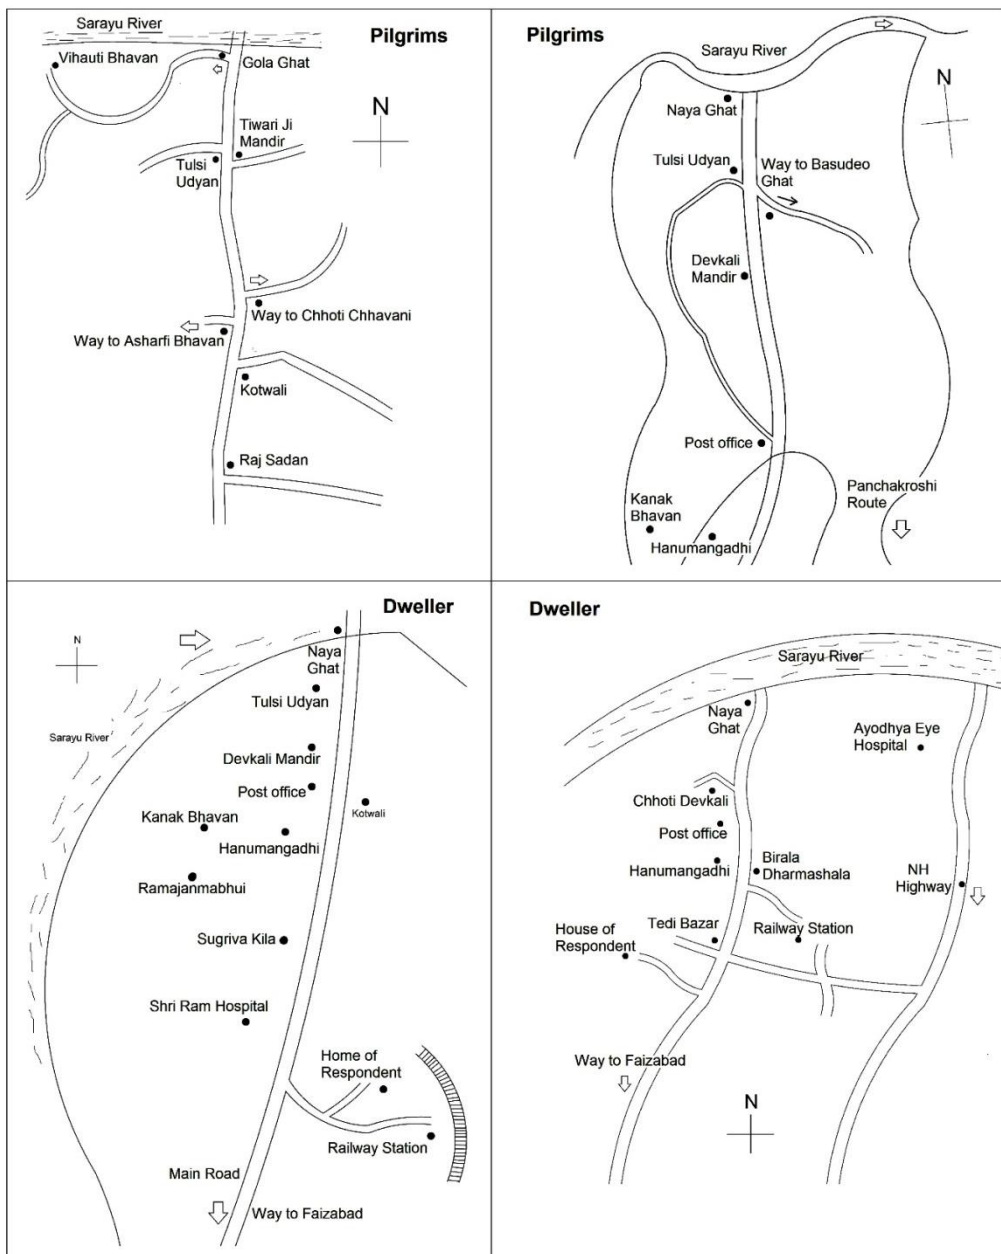 Sarayu River
Pilgrims
Vihauti Bhavan
Gola Ghat
N
Tiwari Ji
Mandir
Tulsi
Udyan
Way to Chhoti Chhavani
Way to Asharfi Bhavan
Kotwali
Raj Sadan
Pilgrims
Sarayu River
N
Naya Ghat
Tulsi Udyan
Way to Basudeo
Ghat
Devkali
Mandir
Post office
Panchakroshi
Route
Kanak
Bhavan
Hanumangadhi
Dweller
N
Naya
Ghat
Tulsi Udyan
Sarayu River
Devkali Mandir
Post office
Kotwali
Kanak Bhavan
Hanumangadhi
Ramajanmabhui
Sugriva Kila
Shri Ram Hospital
Home of
Respondent
Railway Station
Main Road
Way to Faizabad
Dweller
Sarayu River
Naya
Ghat
Ayodhya Eye
Hospital
Chhoti Devkali
Post office
Hanumangadhi
Birala
Dharmashala
NH
Highway
Tedi Bazar
Railway Station
House of
Respondent
Way to Faizabad
N